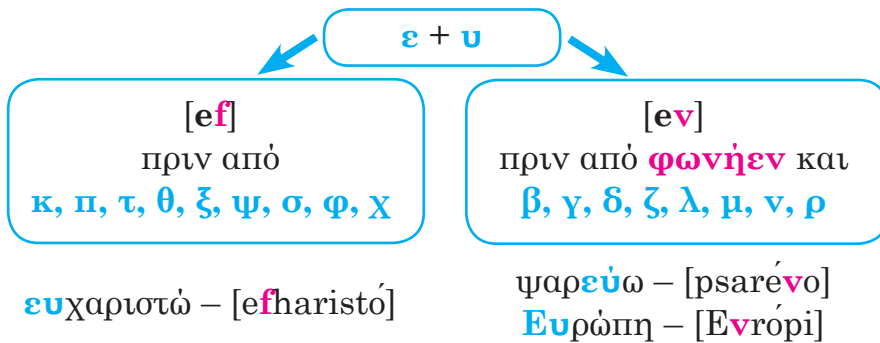 ε + υ
[ef]
πριν από
κ, π, τ, θ, ξ, ψ, σ, φ, χ
[ev]
πριν από φωνήεν και
β, γ, δ, ζ, λ, μ, ν, ρ
ευχαριστώ – [efharistó]
ψαρεύω – [psarévo]
Ευρώπη – [Evrópi]